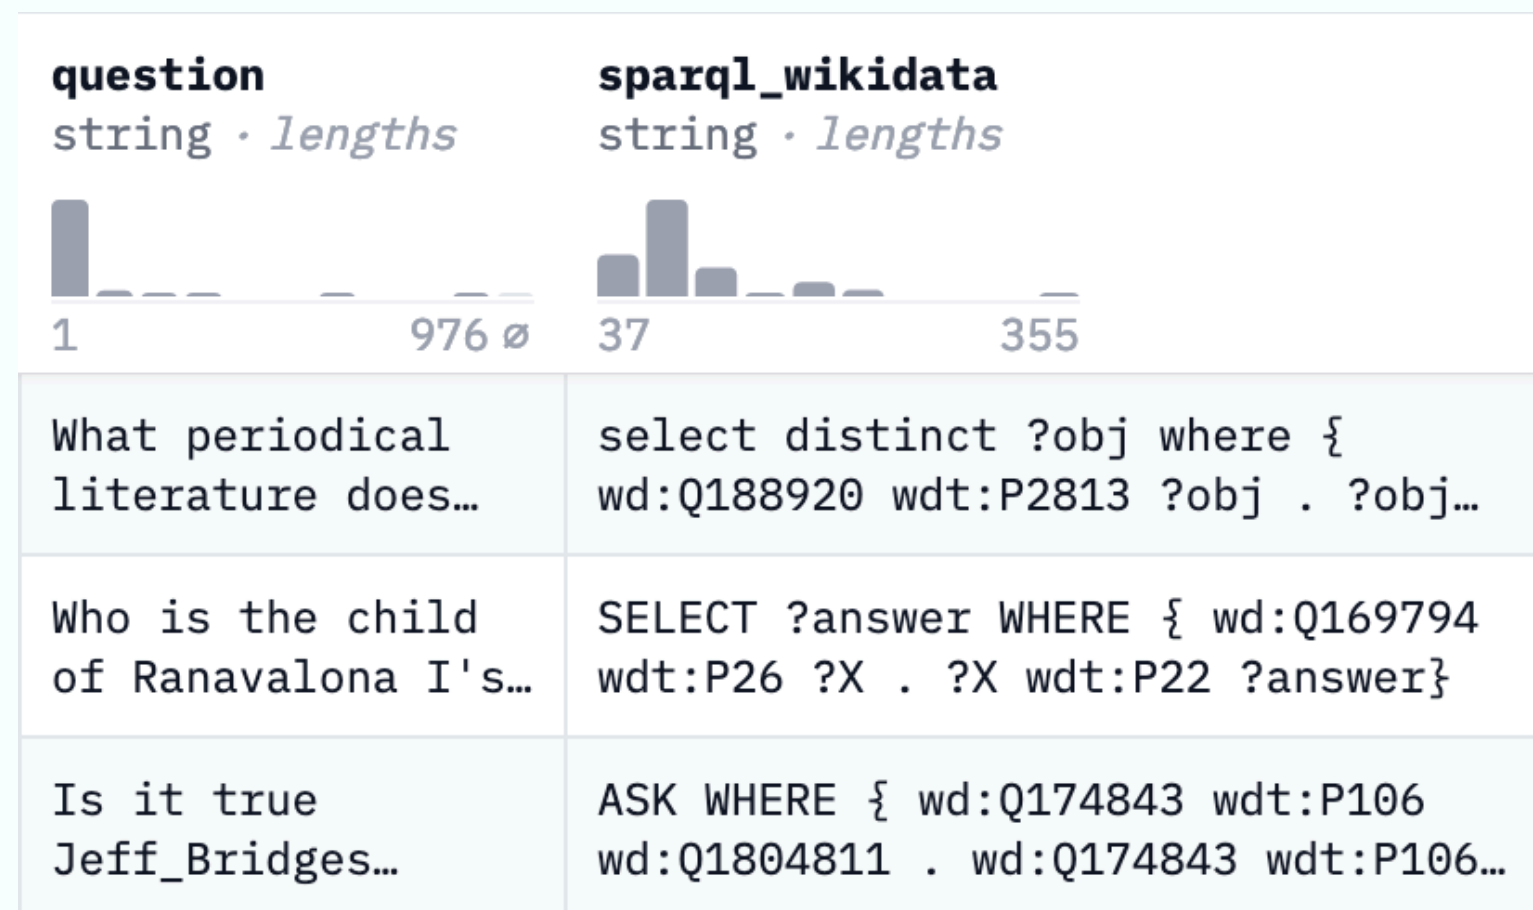 question
string · lengths
1
976 ø
What periodical
literature does…
Who is the child
of Ranavalona I's…
Is it true
Jeff_Bridges…
sparql_wikidata
string · lengths
37
355
select distinct ?obj where {
wd:Q188920 wdt:P2813 ?obj . ?obj…
SELECT ?answer WHERE { wd:Q169794
wdt:P26 ?X . ?X wdt:P22 ?answer}
ASK WHERE { wd:Q174843 wdt:P106
wd:Q1804811 . wd:Q174843 wdt:P106…